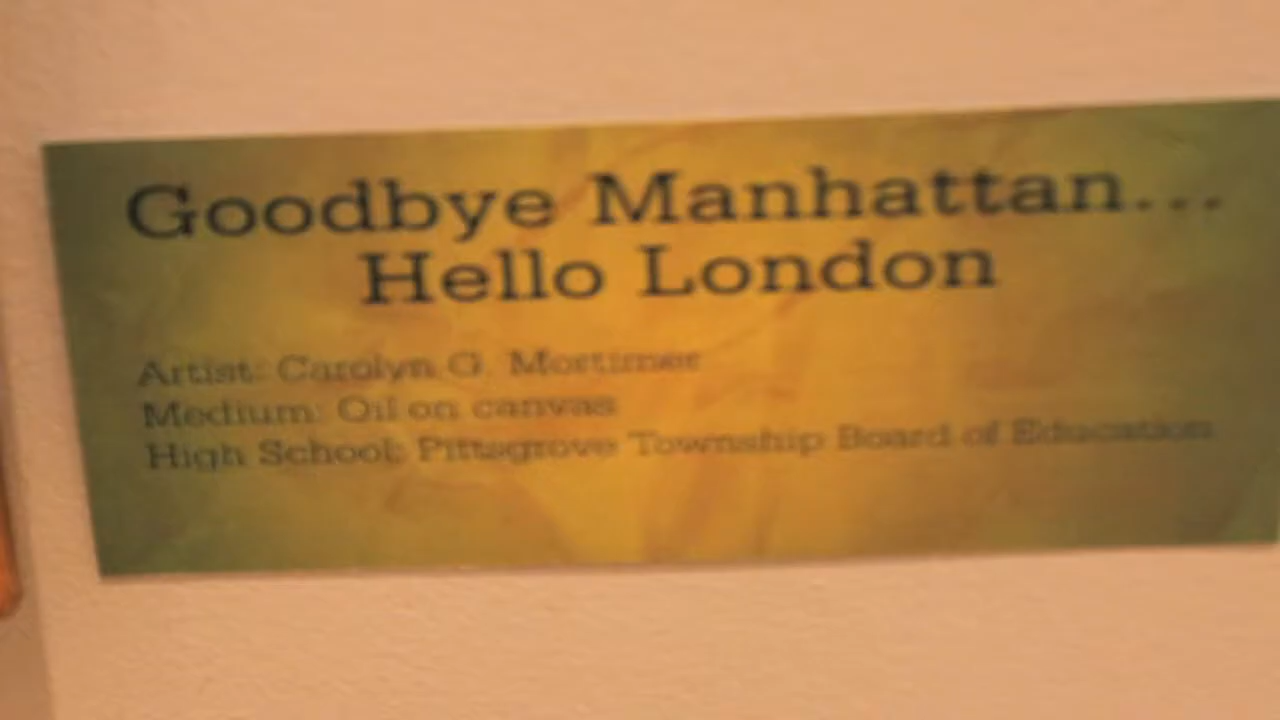 Goodbye Manhattan...
Hello London
Artist: Carolyn G. Mortimer
Medium: Oil on canvas
High School: Pittsgrove Township Board of Education